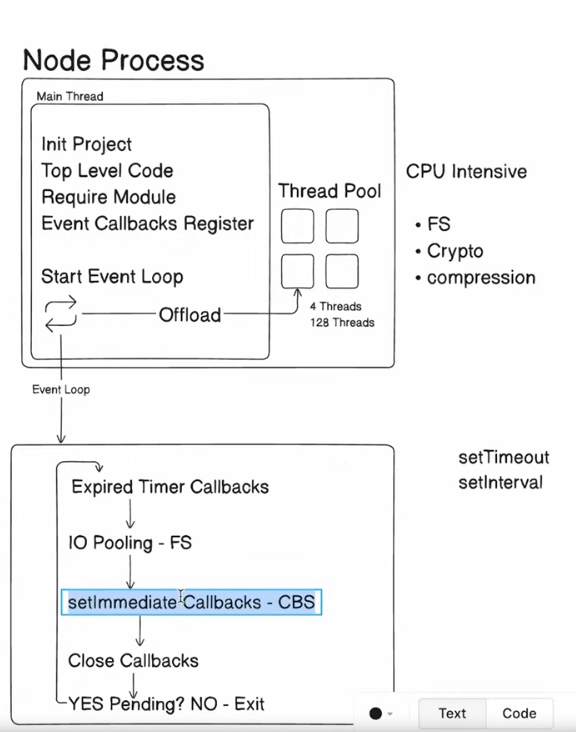 Node Process
Main Thread
Init Project
Top Level Code
Require Module
Event Callbacks Register
Start Event Loop
Offload
Thread Pool
4 Threads
128 Threads
CPU Intensive
• FS
• Crypto
• compression
Event Loop
Expired Timer Callbacks
IO Pooling - FS
setImmediate Callbacks - CBS
Close Callbacks
YES Pending? NO - Exit
setTimeout
setInterval
Text
Code